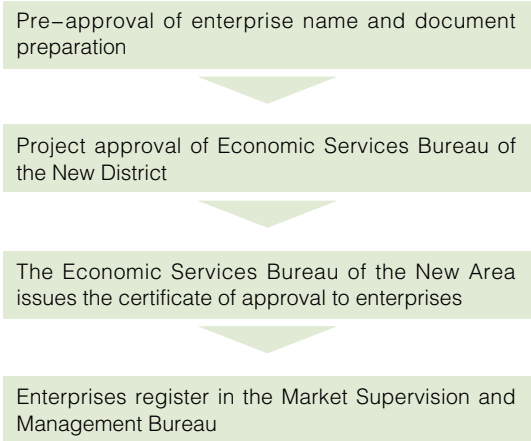 Pre-approval of enterprise name and document
preparation
Project approval of Economic Services Bureau of
the New District
The Economic Services Bureau of the New Area
issues the certificate of approval to enterprises
Enterprises register in the Market Supervision and
Management Bureau